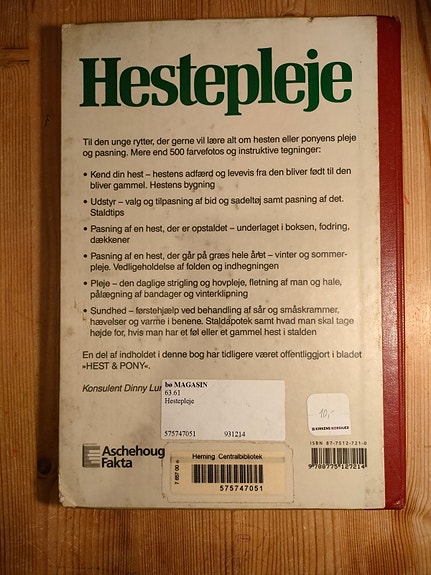 Hestepleje
Til den unge rytter, der gerne vil lære alt om hesten eller ponyens pleje
og pasning. Mere end 500 farvefotos og instruktive tegninger:
• Kend din hest – hestens adfærd og levevis fra den bliver født til den
bliver gammel. Hestens bygning
• Udstyr – valg og tilpasning af bid og sadeltøj samt pasning af det.
Staldtips
• Pasning af en hest, der er opstaldet – underlaget i boksen, fodring,
dækkener
• Pasning af en hest, der går på græs hele året – vinter og sommer-
pleje. Vedligeholdelse af folden og indhegningen
• Pleje – den daglige strigling og hovpleje, fletning af man og hale,
pålægning af bandager og vinterklipning
• Sundhed – førstehjælp ved behandling af sår og småskrammer,
hævelser og varme i benene. Staldapotek samt hvad man skal tage
højde for, hvis man har et føl eller et gammel hest i stalden
En del af indholdet i denne bog har tidligere været offentliggjort i bladet
»HEST & PONY«.
Konsulent Dinny Lun
bø MAGASIN
63.61
Hestepleje
575747051 931214
10,-
KIRKENS KORSHÆR
ISBN 87-7512-721-0
9788775127214
Aschehoug
Fakta
Herning Centralbibliotek
575747051